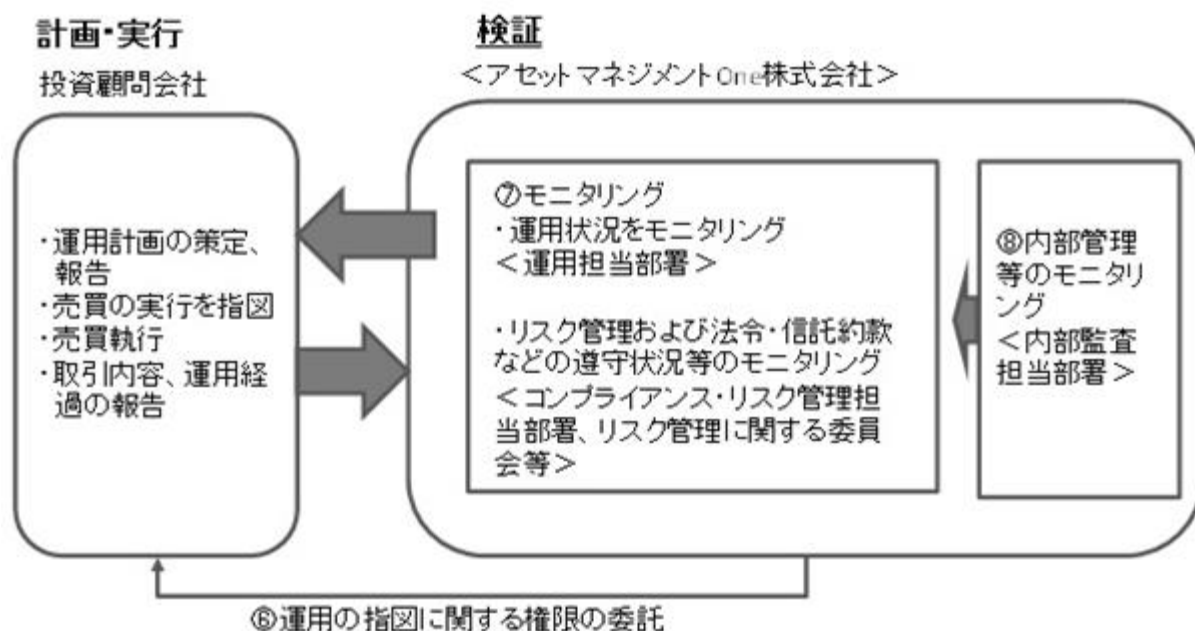 計画・実行
投資顧問会社
・運用計画の策定、
報告
・売買の実行を指図
・売買執行
・取引内容、運用経
過の報告
検証
＜アセットマネジメントOne株式会社＞
⑦モニタリング
・運用状況をモニタリング
＜運用担当部署＞
・リスク管理および法令・信託約款
などの遵守状況等のモニタリング
＜コンプライアンス・リスク管理担
当部署、リスク管理に関する委員
会等＞
⑧内部管理
等のモニタリ
ング
＜内部監査
担当部署＞
⑥運用の指図に関する権限の委託